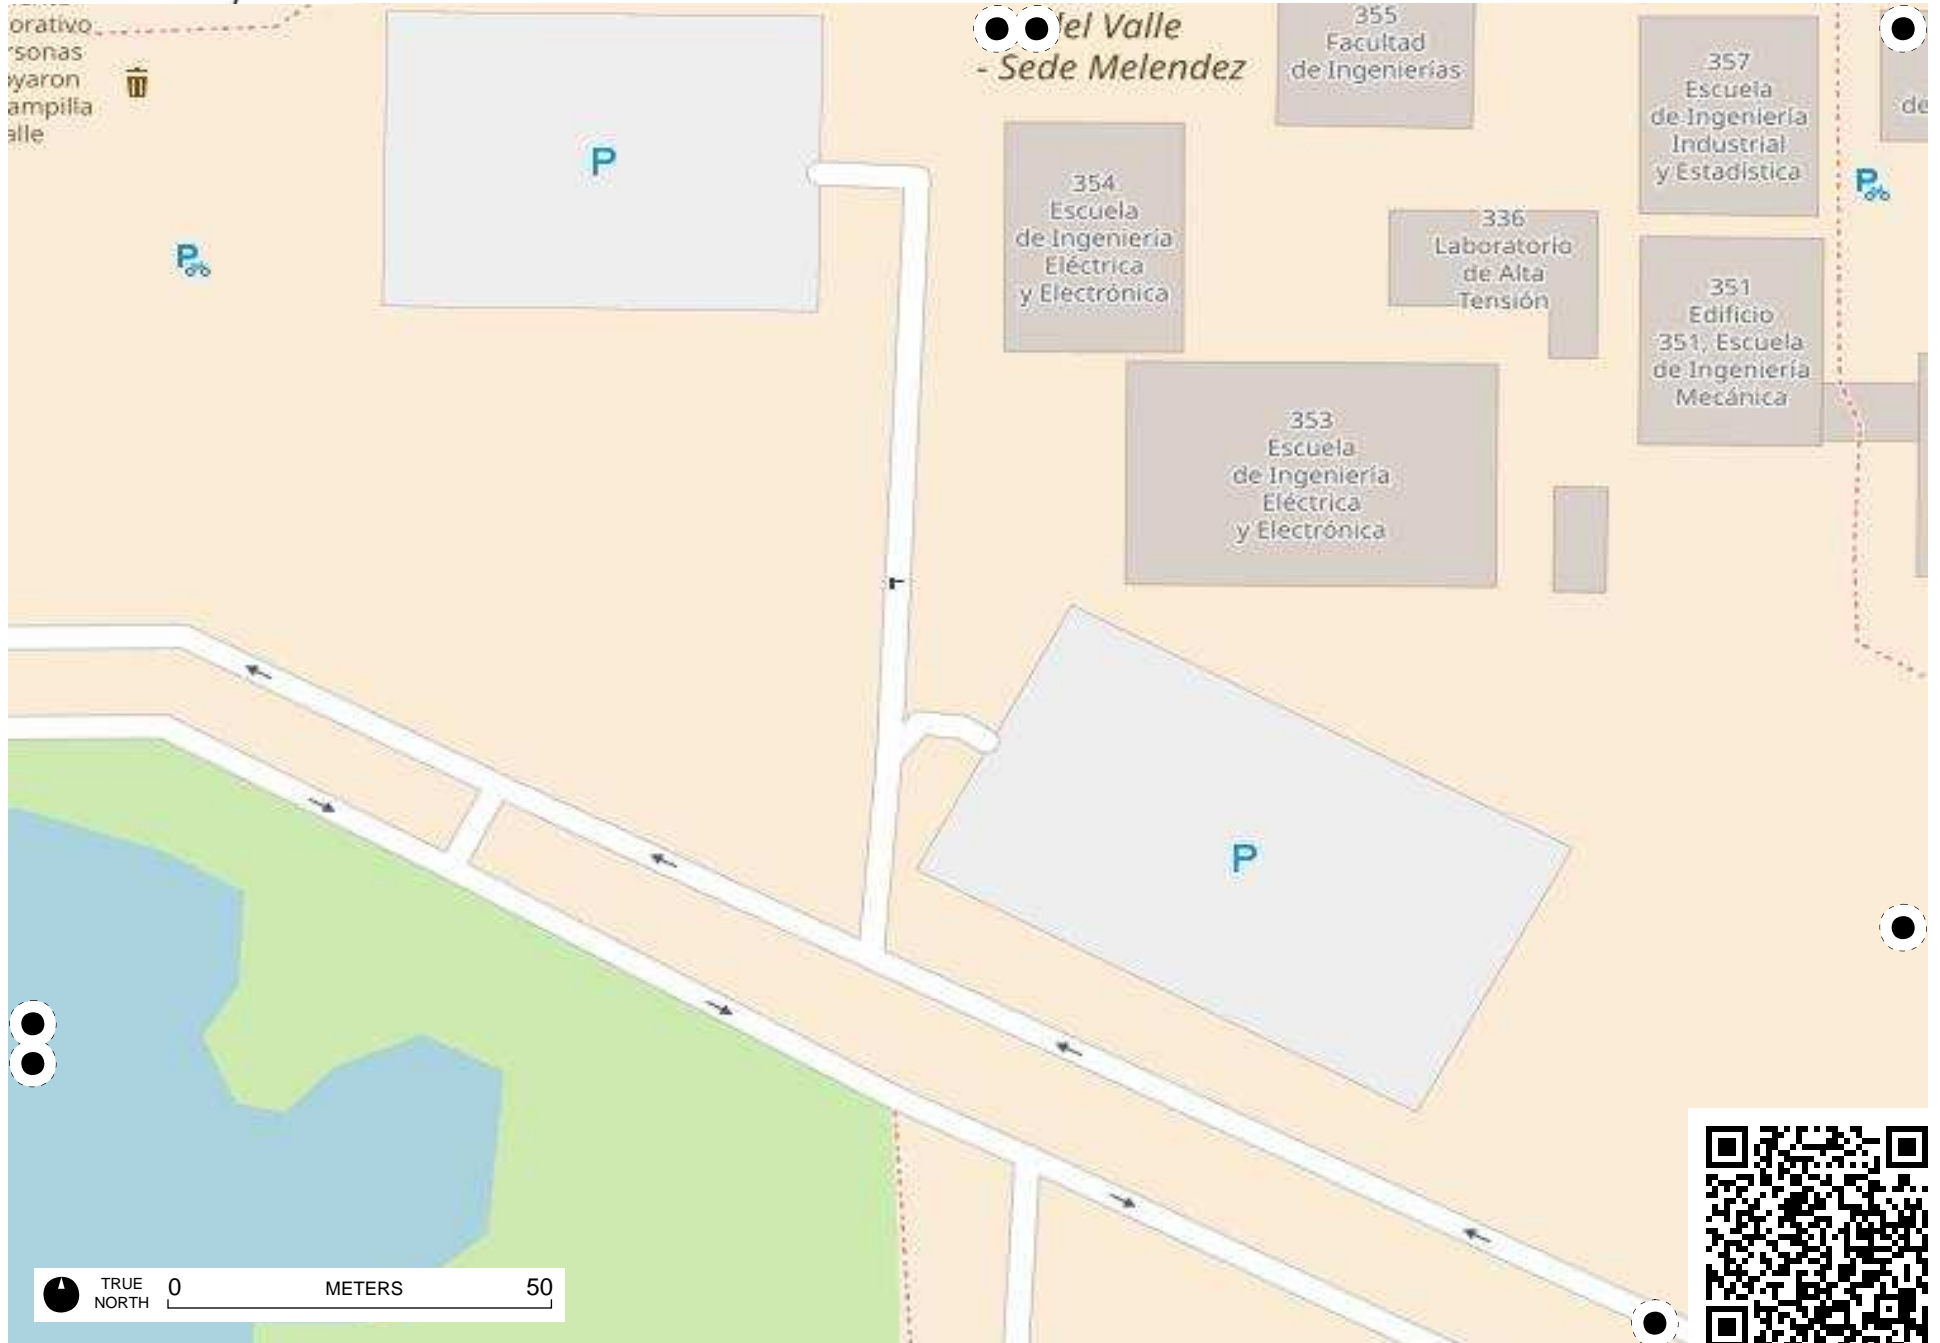 orativo
rsonas
oyaron
ampilla
alle
P
P
del Valle
- Sede Melendez
355
Facultad
de Ingenierías
357
Escuela
de Ingeniería
Industrial
y Estadística
de
P
354
Escuela
de Ingeniería
Eléctrica
y Electrónica
336
Laboratorio
de Alta
Tensión
351
Edificio
351, Escuela
de Ingeniería
Mecánica
353
Escuela
de Ingeniería
Eléctrica
y Electrónica
P
TRUE
NORTH
0 METERS 50